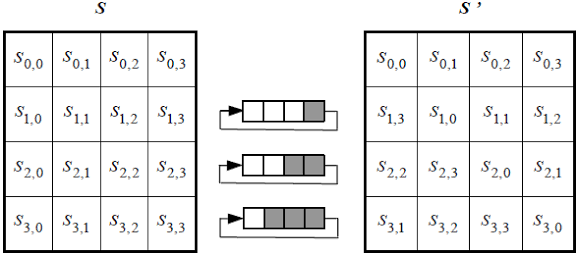 S S’
S0,0 S0,1 S0,2 S0,3 S0,0 S0,1 S0,2 S0,3
S1,0 S1,1 S1,2 S1,3 S1,3 S1,0 S1,1 S1,2
S2,0 S2,1 S2,2 S2,3 S2,2 S2,3 S2,0 S2,1
S3,0 S3,1 S3,2 S3,3 S3,1 S3,2 S3,3 S3,0